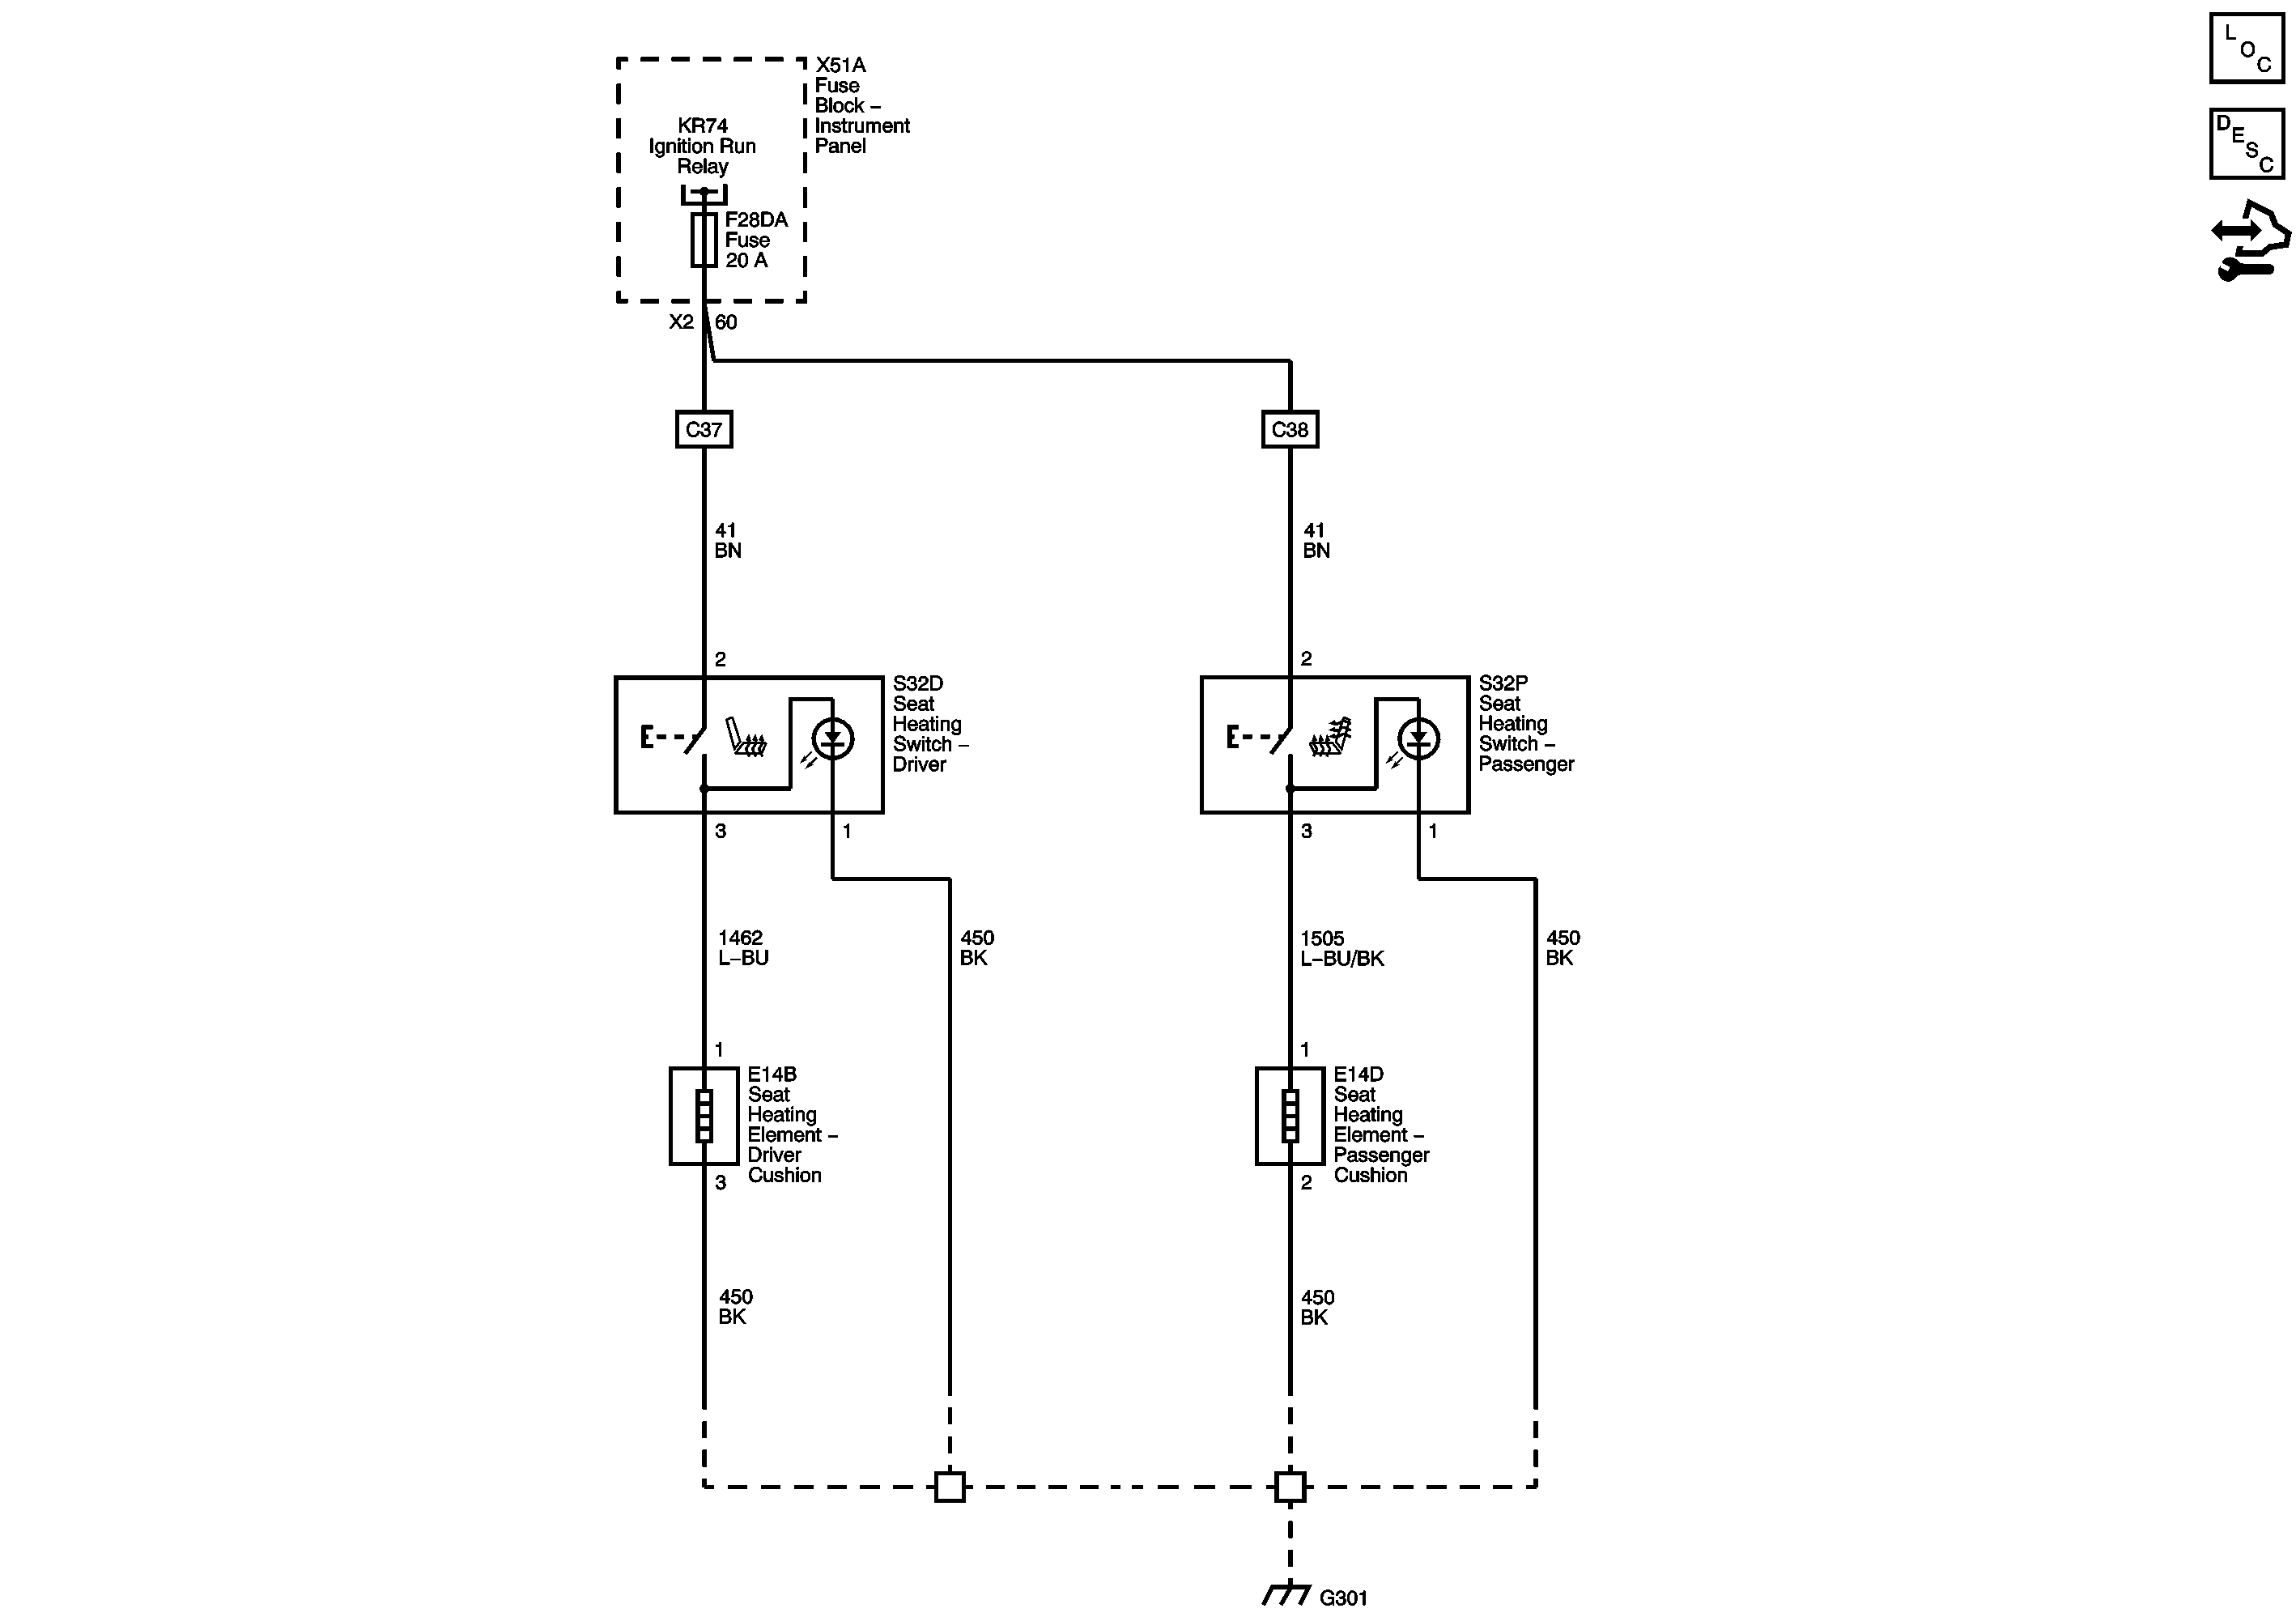 L
O
C
D
E
S
C
X51A
Fuse
Block –
Instrument
Panel
KR74
Ignition Run
Relay
F28DA
Fuse
20 A
X2
60
C37
C38
41
BN
41
BN
2
2
S32D
Seat
Heating
Switch –
Driver
S32P
Seat
Heating
Switch –
Passenger
3
1
3
1
1462
L–BU
450
BK
1505
L–BU/BK
450
BK
1
1
E14B
Seat
Heating
Element –
Driver
Cushion
E14D
Seat
Heating
Element –
Passenger
Cushion
3
2
450
BK
450
BK
G301